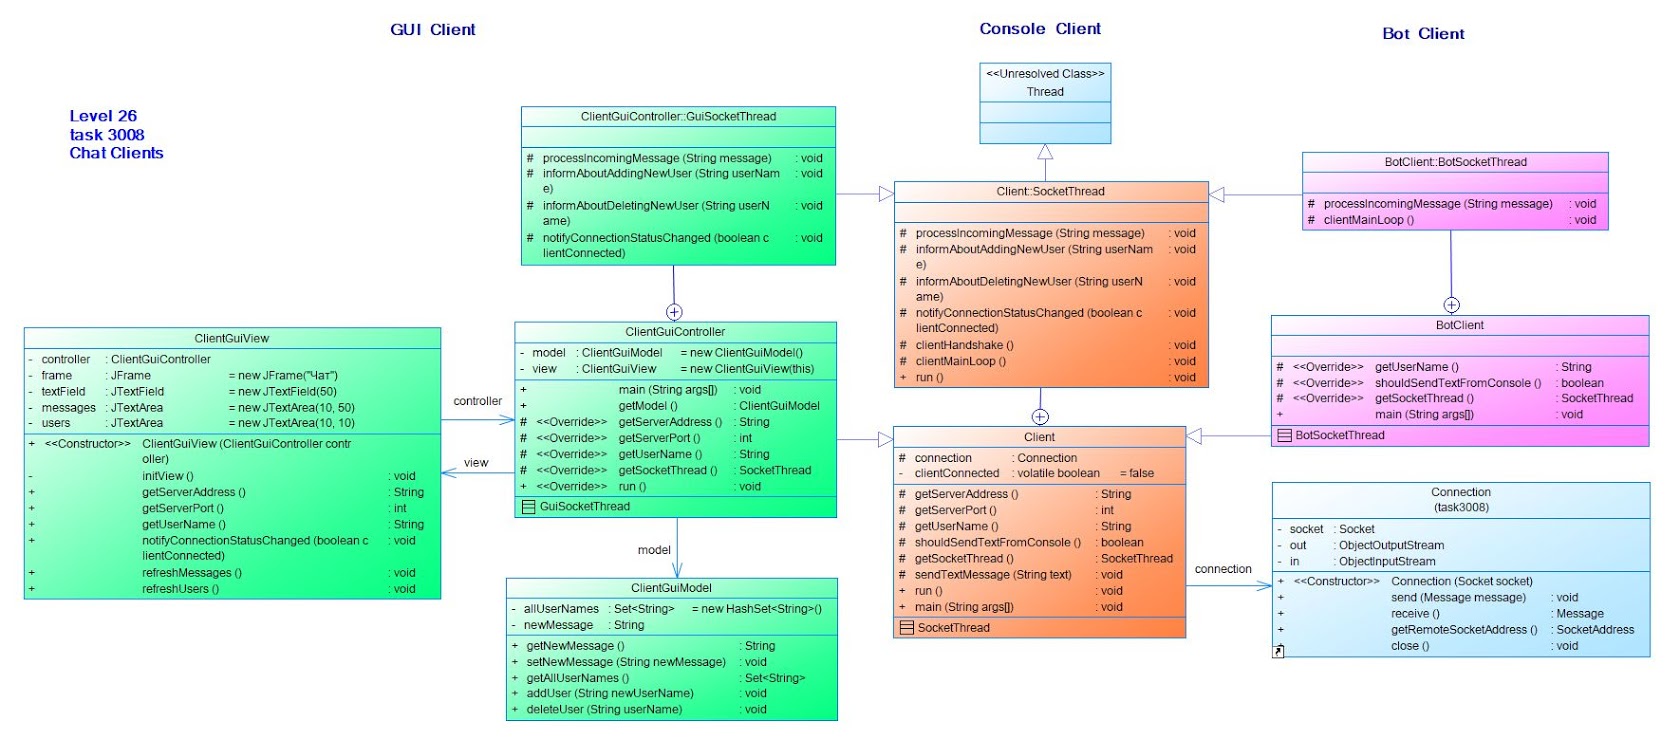 GUI Client
Console Client
Bot Client
Level 26
task 3008
Chat Clients
<<Unresolved Class>>
Thread
ClientGuiController::GuiSocketThread
# processIncomingMessage (String message) : void
# informAboutAddingNewUser (String userNam : void
e)
# informAboutDeletingNewUser (String userN : void
ame)
# notifyConnectionStatusChanged (boolean c : void
lientConnected)
Client::SocketThread
# processIncomingMessage (String message) : void
# informAboutAddingNewUser (String userNam : void
e)
# informAboutDeletingNewUser (String userN : void
ame)
# notifyConnectionStatusChanged (boolean c : void
lientConnected)
# clientHandshake () : void
# clientMainLoop () : void
+ run () : void
BotClient::BotSocketThread
# processIncomingMessage (String message) : void
# clientMainLoop () : void
ClientGuiView
- controller : ClientGuiController
- frame : JFrame = new JFrame("Чат")
- textField : JTextField = new JTextField(50)
- messages : JTextArea = new JTextArea(10, 50)
- users : JTextArea = new JTextArea(10, 10)
+ <<Constructor>> ClientGuiView (ClientGuiController contr
oller)
- initView () : void
+ getServerAddress () : String
+ getServerPort () : int
+ getUserName () : String
+ notifyConnectionStatusChanged (boolean c : void
lientConnected)
+ refreshMessages () : void
+ refreshUsers () : void
controller
view
ClientGuiController
- model : ClientGuiModel = new ClientGuiModel()
- view : ClientGuiView = new ClientGuiView(this)
+ main (String args[]) : void
+ getModel () : ClientGuiModel
# <<Override>> getServerAddress () : String
# <<Override>> getServerPort () : int
# <<Override>> getUserName () : String
# <<Override>> getSocketThread () : SocketThread
+ <<Override>> run () : void
GuiSocketThread
model
ClientGuiModel
- allUserNames : Set<String> = new HashSet<String>()
- newMessage : String
+ getNewMessage () : String
+ setNewMessage (String newMessage) : void
+ getAllUserNames () : Set<String>
+ addUser (String newUserName) : void
+ deleteUser (String userName) : void
Client
# connection : Connection
- clientConnected : volatile boolean = false
# getServerAddress () : String
# getServerPort () : int
# getUserName () : String
# shouldSendTextFromConsole () : boolean
# getSocketThread () : SocketThread
# sendTextMessage (String text) : void
+ run () : void
+ main (String args[]) : void
SocketThread
connection
BotClient
# <<Override>> getUserName () : String
# <<Override>> shouldSendTextFromConsole () : boolean
# <<Override>> getSocketThread () : SocketThread
+ main (String args[]) : void
BotSocketThread
Connection
(task3008)
- socket : Socket
- out : ObjectOutputStream
- in : ObjectInputStream
+ <<Constructor>> Connection (Socket socket)
+ send (Message message) : void
+ receive () : Message
+ getRemoteSocketAddress () : SocketAddress
+ close () : void